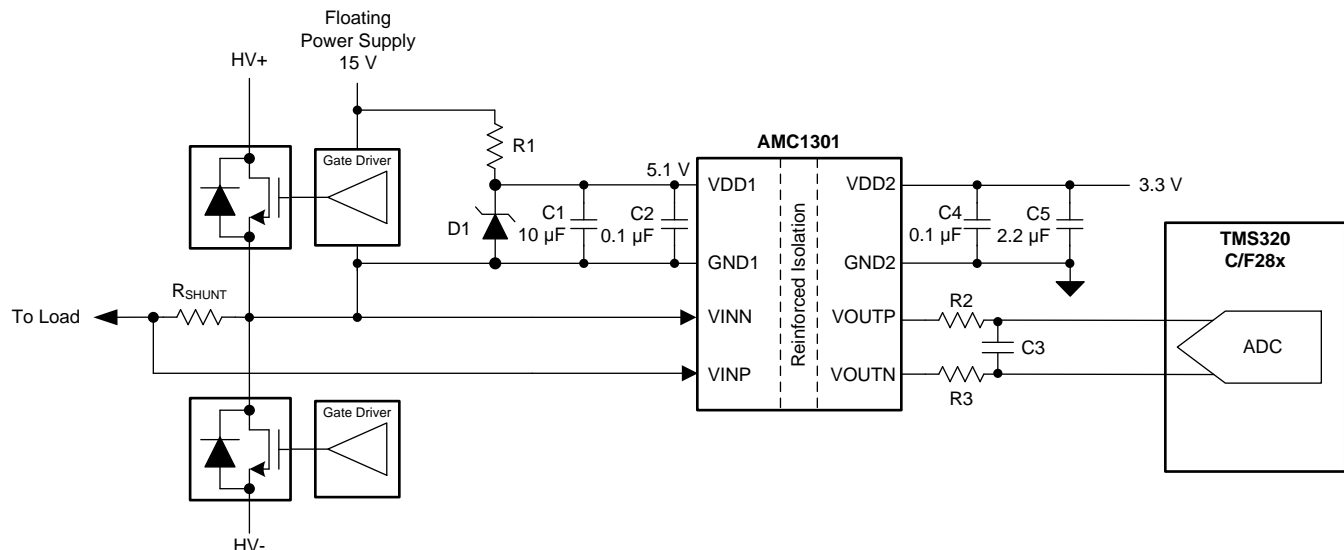 Floating
Power Supply
15 V
HV+
Gate Driver
R1
5.1 V
D1
C1
10 µF
C2
0.1 µF
AMC1301
VDD1
GND1
VINN
VINP
Reinforced Isolation
VDD2
GND2
VOUTP
VOUTN
3.3 V
C4
0.1 µF
C5
2.2 µF
R2
C3
R3
TMS320
C/F28x
ADC
To Load
RSHUNT
Gate Driver
HV-